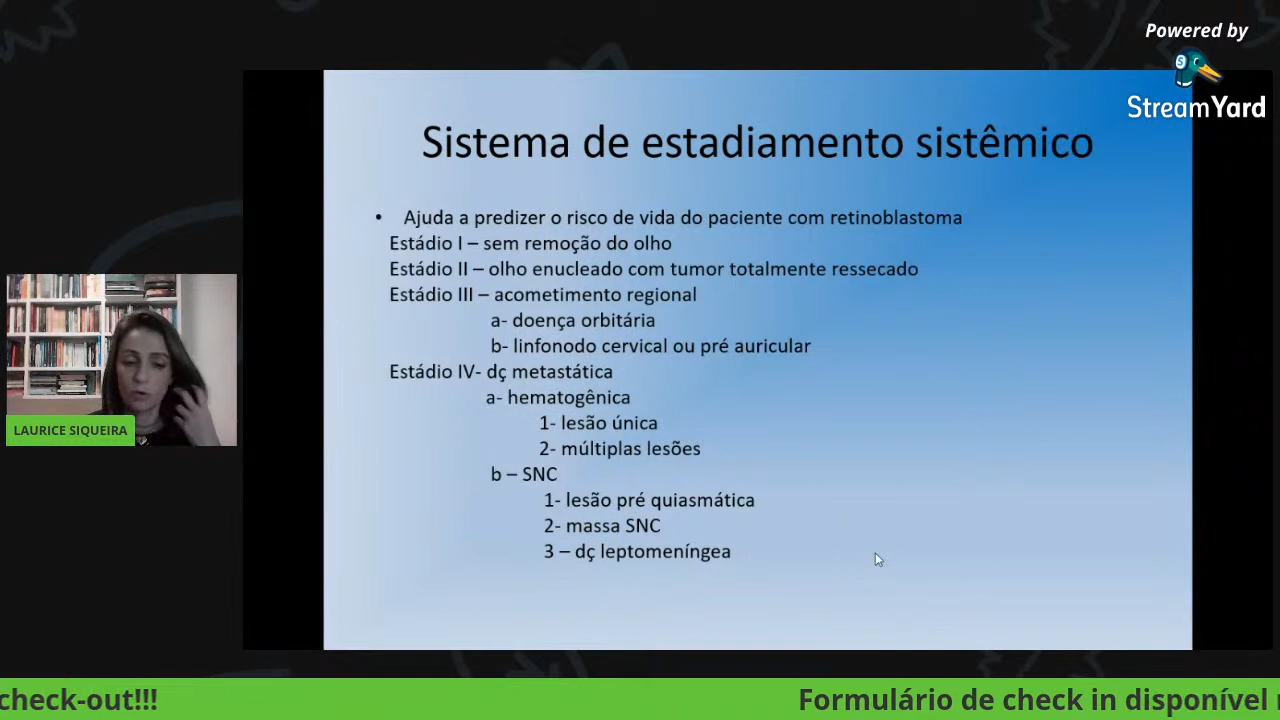 Powered by
StreamYard
Sistema de estadiamento sistêmico
• Ajuda a predizer o risco de vida do paciente com retinoblastoma
Estádio I – sem remoção do olho
Estádio II – olho enucleado com tumor totalmente ressecado
Estádio III – acometimento regional
a- doença orbitária
b- linfonodo cervical ou pré auricular
Estádio IV- dç metastática
a- hematogênica
1- lesão única
2- múltiplas lesões
b – SNC
1- lesão pré quiasmática
2- massa SNC
3 – dç leptomeníngea
LAURICE SIQUEIRA
check-out!!!
Formulário de check in disponível